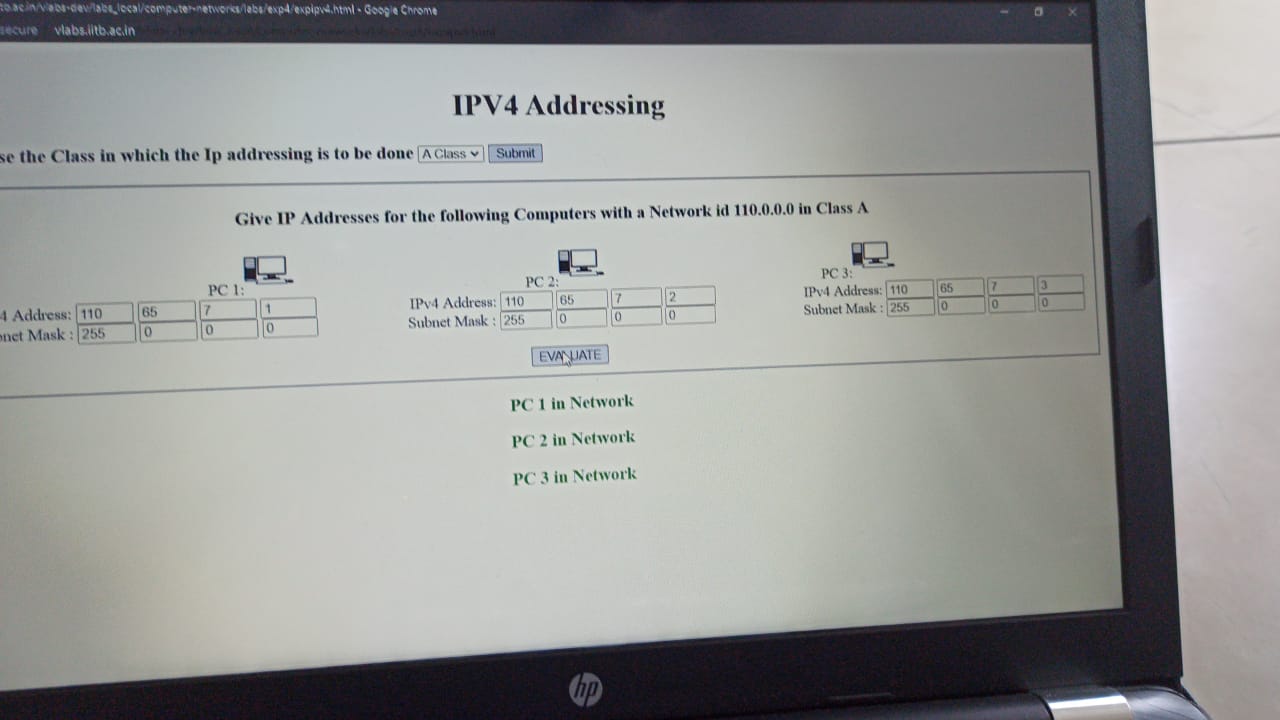 to.ac.in/vlabs-dev/labs_local/computer-networks/labs/exp4/expipv4.html - Google Chrome
secure vlabs.iitb.ac.in
IPV4 Addressing
se the Class in which the Ip addressing is to be done A Class Submit
Give IP Addresses for the following Computers with a Network id 110.0.0.0 in Class A
PC 1:
4 Address: 110 65 7 1
net Mask : 255 0 0 0
PC 2:
IPv4 Address: 110 65 7 2
Subnet Mask : 255 0 0 0
PC 3:
IPv4 Address: 110 65 7 3
Subnet Mask : 255 0 0 0
EVALUATE
PC 1 in Network
PC 2 in Network
PC 3 in Network
hp